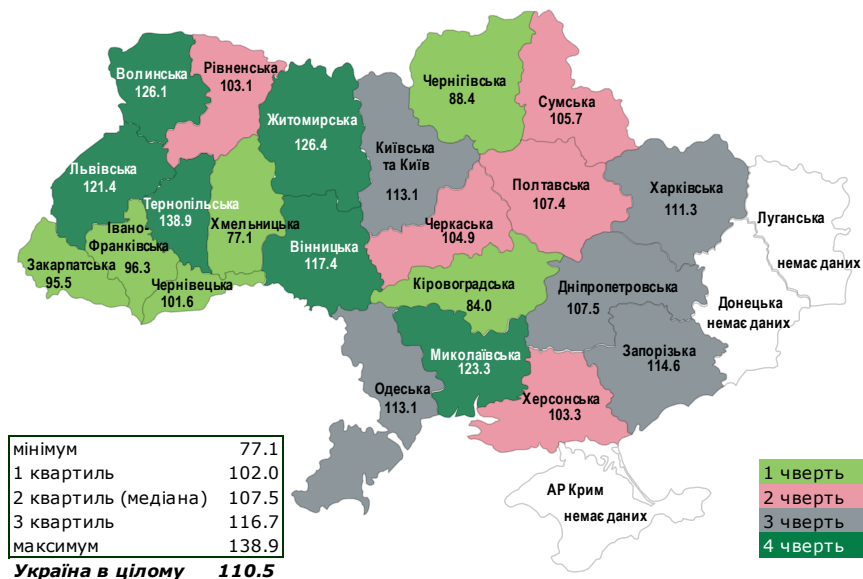 Волинська
126.1
Рівненська
103.1
Житомирська
126.4
Київська
та Київ
113.1
Чернігівська
88.4
Сумська
105.7
Львівська
121.4
Тернопільська
138.9
Хмельницька
77.1
Вінницька
117.4
Черкаська
104.9
Полтавська
107.4
Харківська
111.3
Луганська
немає даних
Івано-
Франківська
96.3
Закарпатська
95.5
Чернівецька
101.6
Кіровоградська
84.0
Дніпропетровська
107.5
Донецька
немає даних
Миколаївська
123.3
Запорізька
114.6
Одеська
113.1
Херсонська
103.3
АР Крим
немає даних
мінімум 77.1
1 квартиль 102.0
2 квартиль (медіана) 107.5
3 квартиль 116.7
максимум 138.9
Україна в цілому 110.5
1 чверть
2 чверть
3 чверть
4 чверть